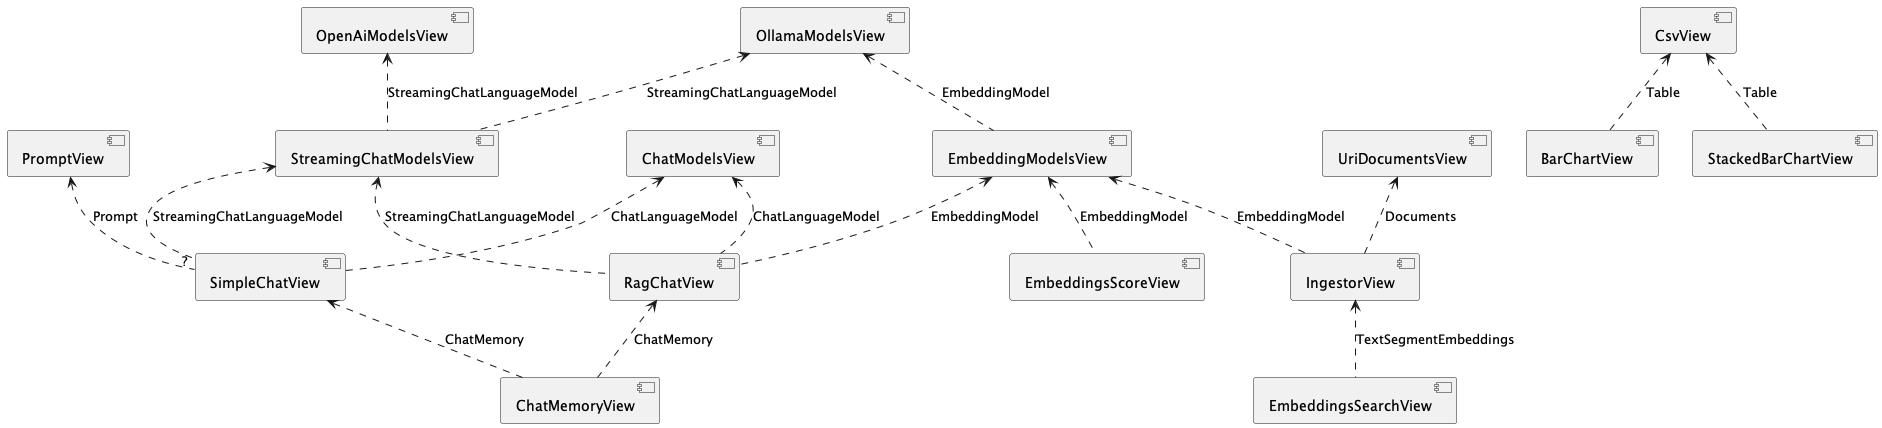 OpenAiModelsView
OllamaModelsView
CsvView
StreamingChatLanguageModel
StreamingChatLanguageModel
EmbeddingModel
Table
Table
PromptView
StreamingChatModelsView
ChatModelsView
EmbeddingModelsView
UriDocumentsView
BarChartView
StackedBarChartView
Prompt
StreamingChatLanguageModel
StreamingChatLanguageModel
ChatLanguageModel
ChatLanguageModel
EmbeddingModel
EmbeddingModel
EmbeddingModel
Documents
?
SimpleChatView
RagChatView
EmbeddingsScoreView
IngestorView
ChatMemory
ChatMemory
TextSegmentEmbeddings
ChatMemoryView
EmbeddingsSearchView